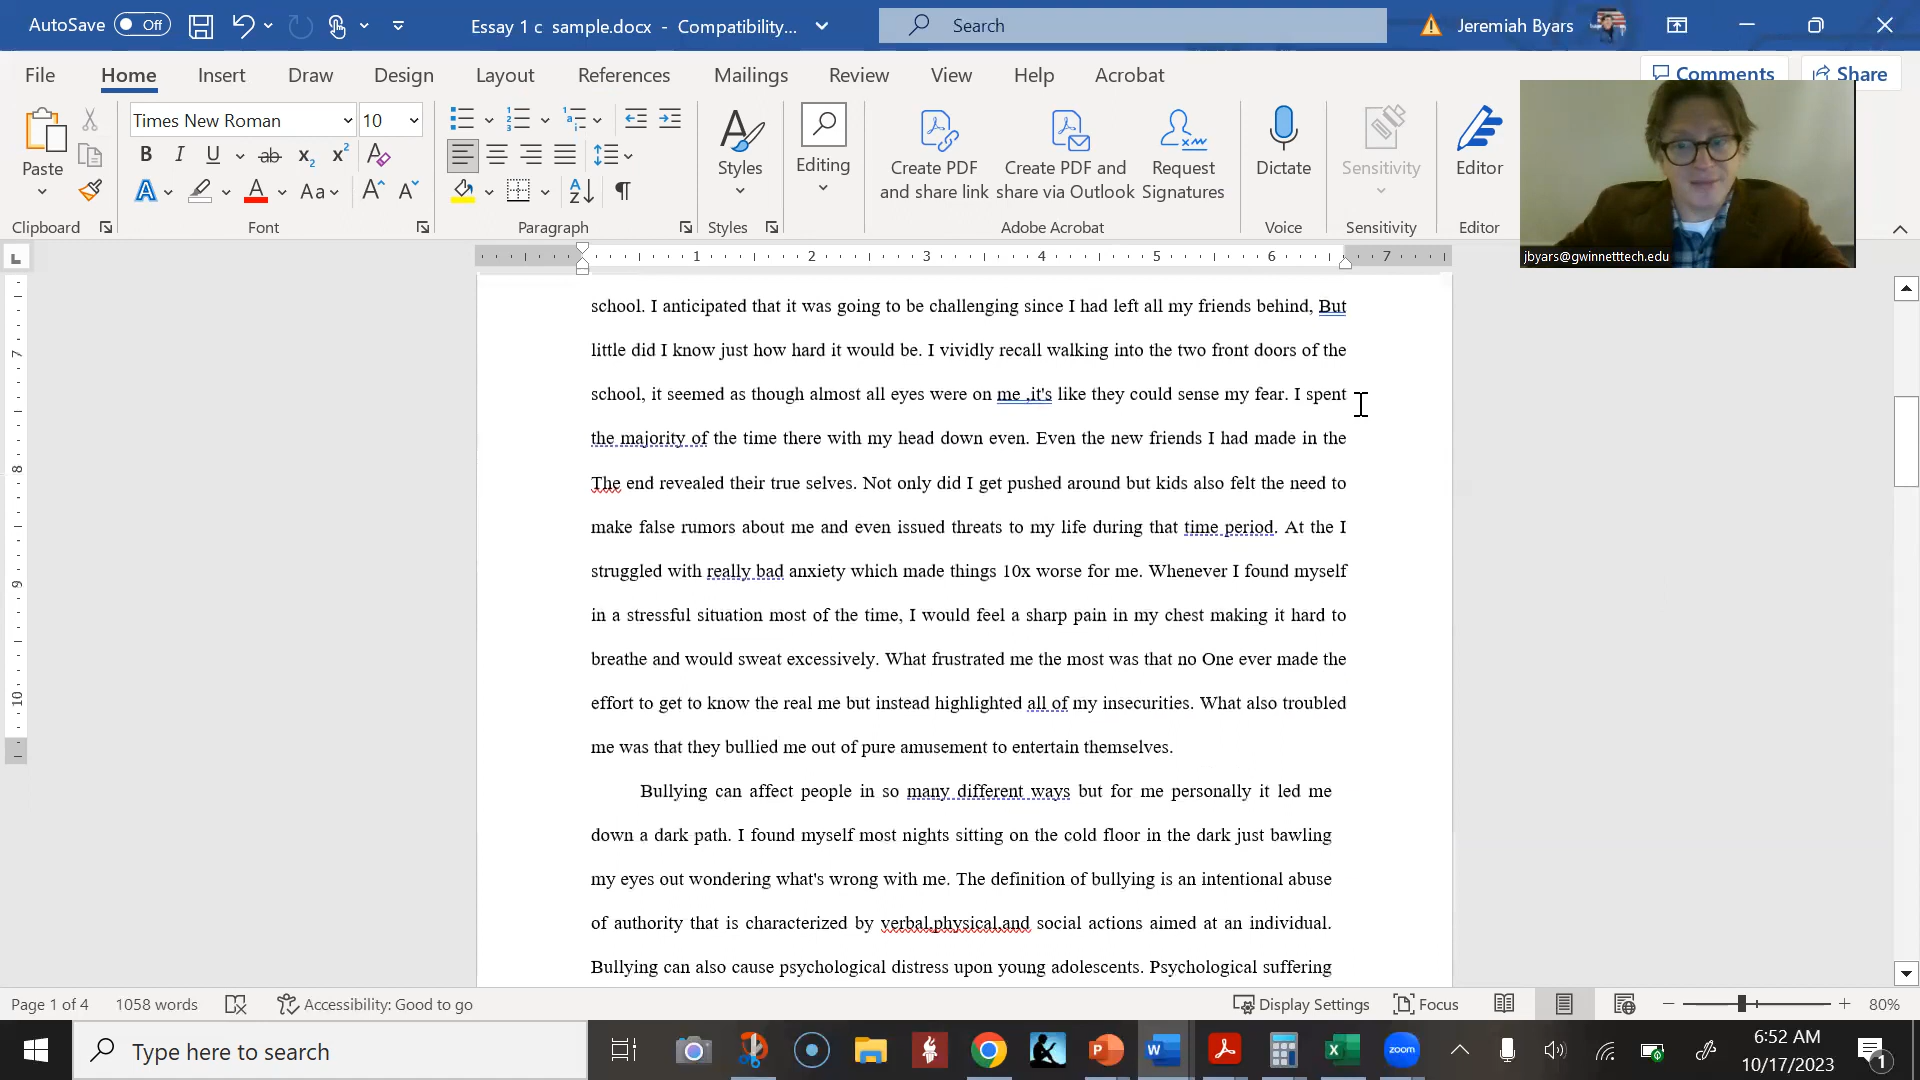 AutoSave Off Essay 1 c sample.docx - Compatibility... Search Jeremiah Byars
File Home Insert Draw Design Layout References Mailings Review View Help Acrobat Comments Share
Times New Roman 10
Paste Styles Editing Create PDF and share link Create PDF and share via Outlook Request Signatures Dictate Sensitivity Editor
Clipboard Font Paragraph Styles Adobe Acrobat Voice Sensitivity Editor
jbyars@gwinnetttech.edu
1 2 3 4 5 6 7
school. I anticipated that it was going to be challenging since I had left all my friends behind, But
little did I know just how hard it would be. I vividly recall walking into the two front doors of the
school, it seemed as though almost all eyes were on me ,it's like they could sense my fear. I spent
the majority of the time there with my head down even. Even the new friends I had made in the
The end revealed their true selves. Not only did I get pushed around but kids also felt the need to
make false rumors about me and even issued threats to my life during that time period. At the I
struggled with really bad anxiety which made things 10x worse for me. Whenever I found myself
in a stressful situation most of the time, I would feel a sharp pain in my chest making it hard to
breathe and would sweat excessively. What frustrated me the most was that no One ever made the
effort to get to know the real me but instead highlighted all of my insecurities. What also troubled
me was that they bullied me out of pure amusement to entertain themselves.
Bullying can affect people in so many different ways but for me personally it led me
down a dark path. I found myself most nights sitting on the cold floor in the dark just bawling
my eyes out wondering what's wrong with me. The definition of bullying is an intentional abuse
of authority that is characterized by verbal,physical,and social actions aimed at an individual.
Bullying can also cause psychological distress upon young adolescents. Psychological suffering
7
8
9
10
Page 1 of 4 1058 words Accessibility: Good to go Display Settings Focus 80%
Type here to search zoom 6:52 AM
10/17/2023 1